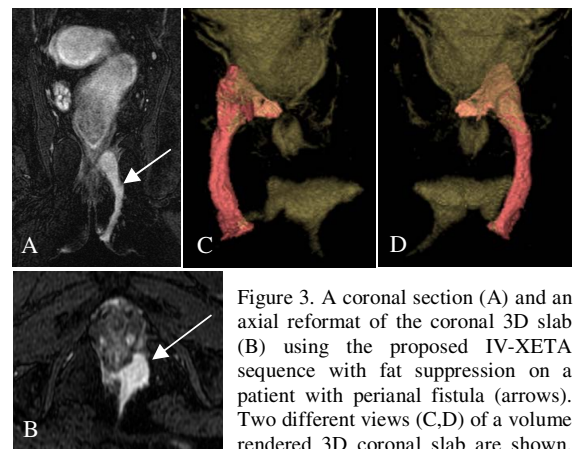 A
C
D
B
Figure 3. A coronal section (A) and an
axial reformat of the coronal 3D slab
(B) using the proposed IV-XETA
sequence with fat suppression on a
patient with perianal fistula (arrows).
Two different views (C,D) of a volume
rendered 3D coronal slab are shown.